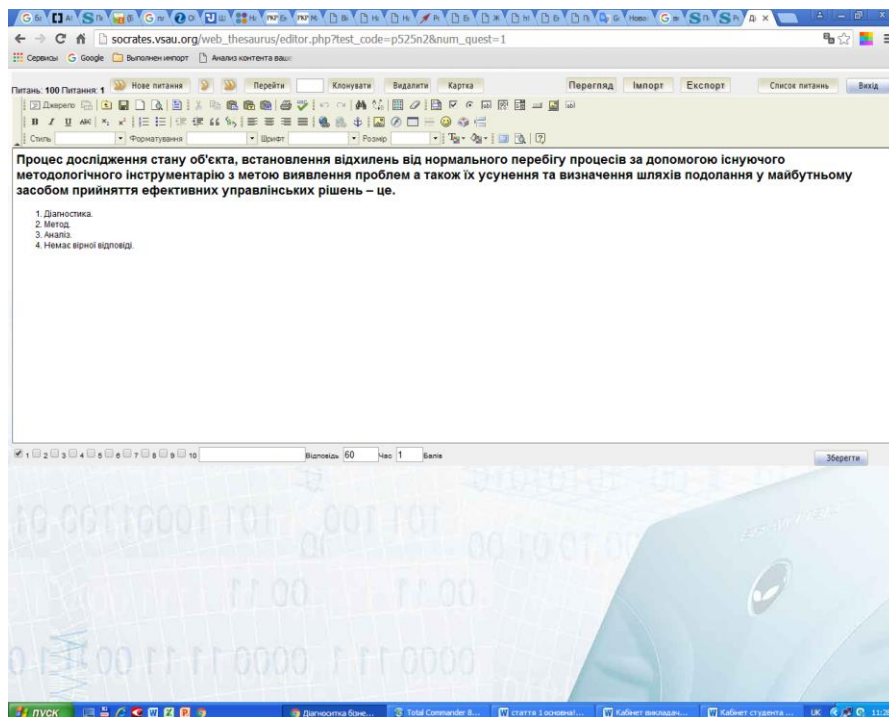 socrates.vsau.org/web_thesaurus/editor.php?test_code=p525n2&num_quest=1
Сервисы Google Выполнен импорт Анализ контента ваш
Питань: 100 Питання: 1 Нове питання Перейти Клонувати Видалити Картка Перегляд Імпорт Експорт Список питаннь Вихід
Джерело
Стиль Форматування Шрифт Розмір
Процес дослідження стану об'єкта, встановлення відхилень від нормального перебігу процесів за допомогою існуючого
методологічного інструментарію з метою виявлення проблем а також їх усунення та визначення шляхів подолання у майбутньому
засобом прийняття ефективних управлінських рішень – це.
1. Діагностика.
2. Метод.
3. Аналіз.
4. Немає вірної відповіді.
1 2 3 4 5 6 7 8 9 10 Відповідь 60 Час 1 Балів Зберегти
пуск Діагностика бізне... Total Commander 8... стаття 1 основна!... Кабінет викладач... Кабінет студента ... UK